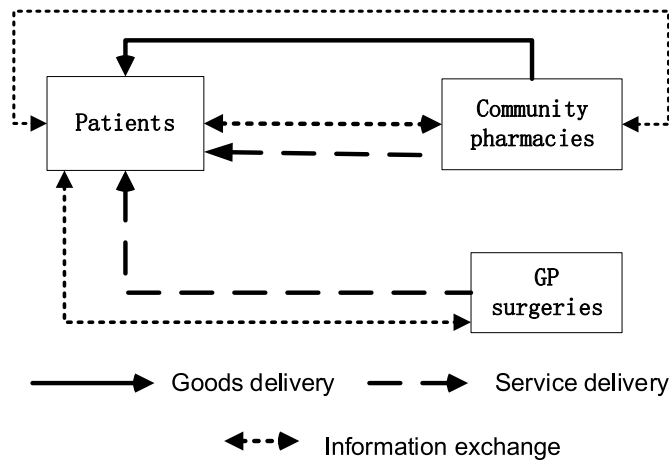 Patients
Community
pharmacies
GP
surgeries
Goods delivery
Service delivery
Information exchange